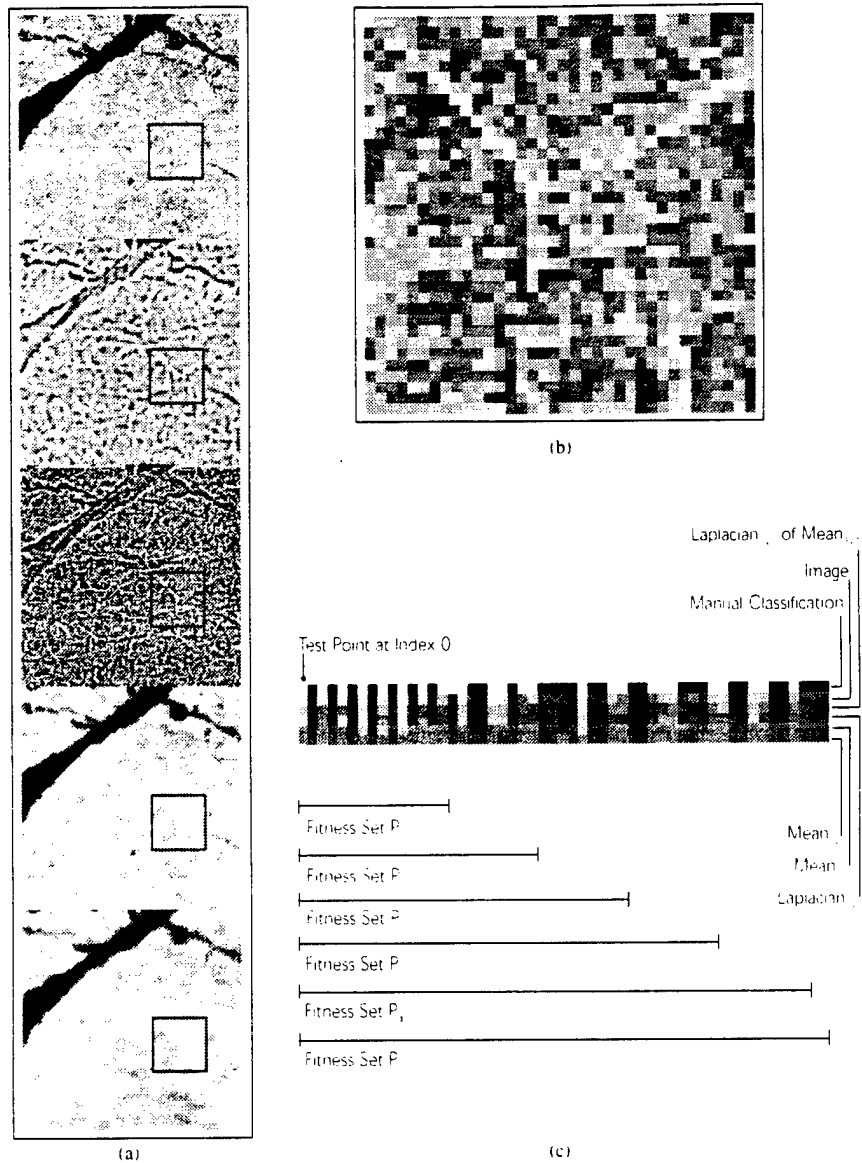 (b)
Laplacian of Mean
Image
Manual Classification
Test Point at Index 0
Fitness Set P
Fitness Set P
Fitness Set P
Fitness Set P
Fitness Set P
Fitness Set P
Mean
Mean
Laplacian
(a)
(c)